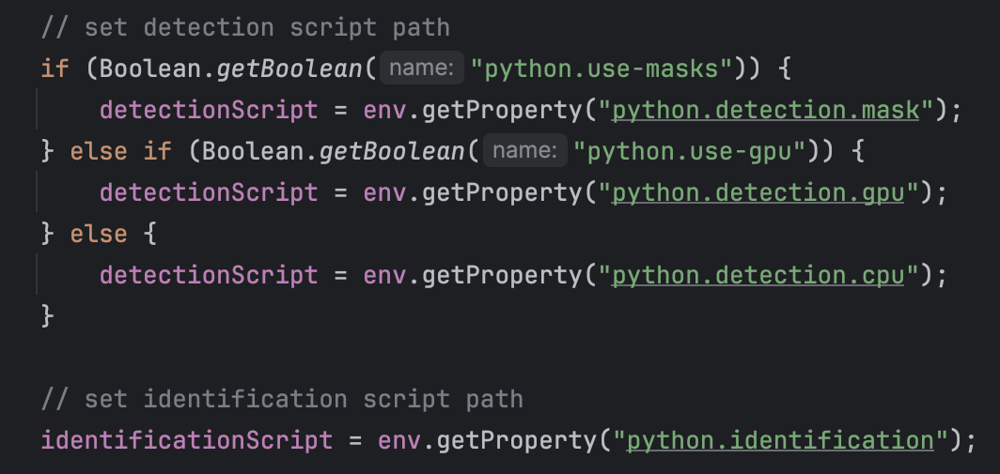 // set detection script path
if (Boolean.getBoolean( name: "python.use-masks")) {
    detectionScript = env.getProperty("python.detection.mask");
} else if (Boolean.getBoolean( name: "python.use-gpu")) {
    detectionScript = env.getProperty("python.detection.gpu");
} else {
    detectionScript = env.getProperty("python.detection.cpu");
}
// set identification script path
identificationScript = env.getProperty("python.identification");